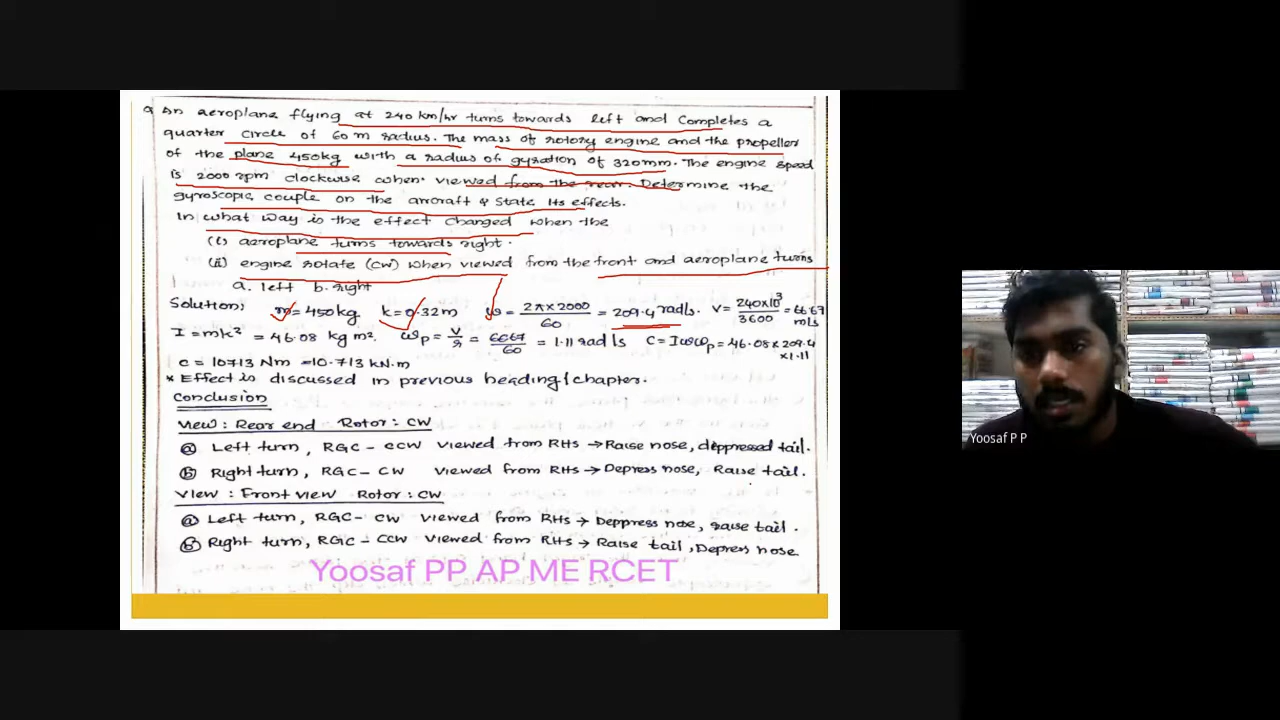 Q An aeroplane flying at 240 km/hr turns towards left and completes a
quarter circle of 60 m radius. The mass of rotory engine and the propeller
of the plane 450kg with a radius of gyration of 320mm. The engine speed
is 2000 rpm clockwise when viewed from the rear. Determine the
gyroscopic couple on the aircraft & State its effects.
In what way is the effect changed when the
(i) aeroplane turns towards right.
(ii) engine rotate (CW) when viewed from the front and aeroplane turns
a. left b. right
Solution; m = 450kg k = 0.32m ω = 2π×2000/60 = 209.4 rad/s. V = 240×10³/3600 = 66.67 m/s
I = mk² = 46.08 kg m². ωp = V/r = 6667/60 = 1.11 rad/s C = Iωωp = 46.08×209.4×1.11
c = 10713 Nm = 10.713 kN.m
* Effect is discussed in previous heading/chapter.
Conclusion
View: Rear end Rotor: CW
ⓐ Left turn, RGC - CCW viewed from RHS → Raise nose, deppressed tail.
ⓑ Right turn, RGC - CW viewed from RHS → Depress nose, Raise tail.
View : Front view Rotor : CW
ⓐ Left turn, RGC - CW viewed from RHS → Deppress nose, raise tail.
ⓑ Right turn, RGC - CCW viewed from RHS → Raise tail, Depress nose
Yoosaf PP AP ME RCET
Yoosaf P P